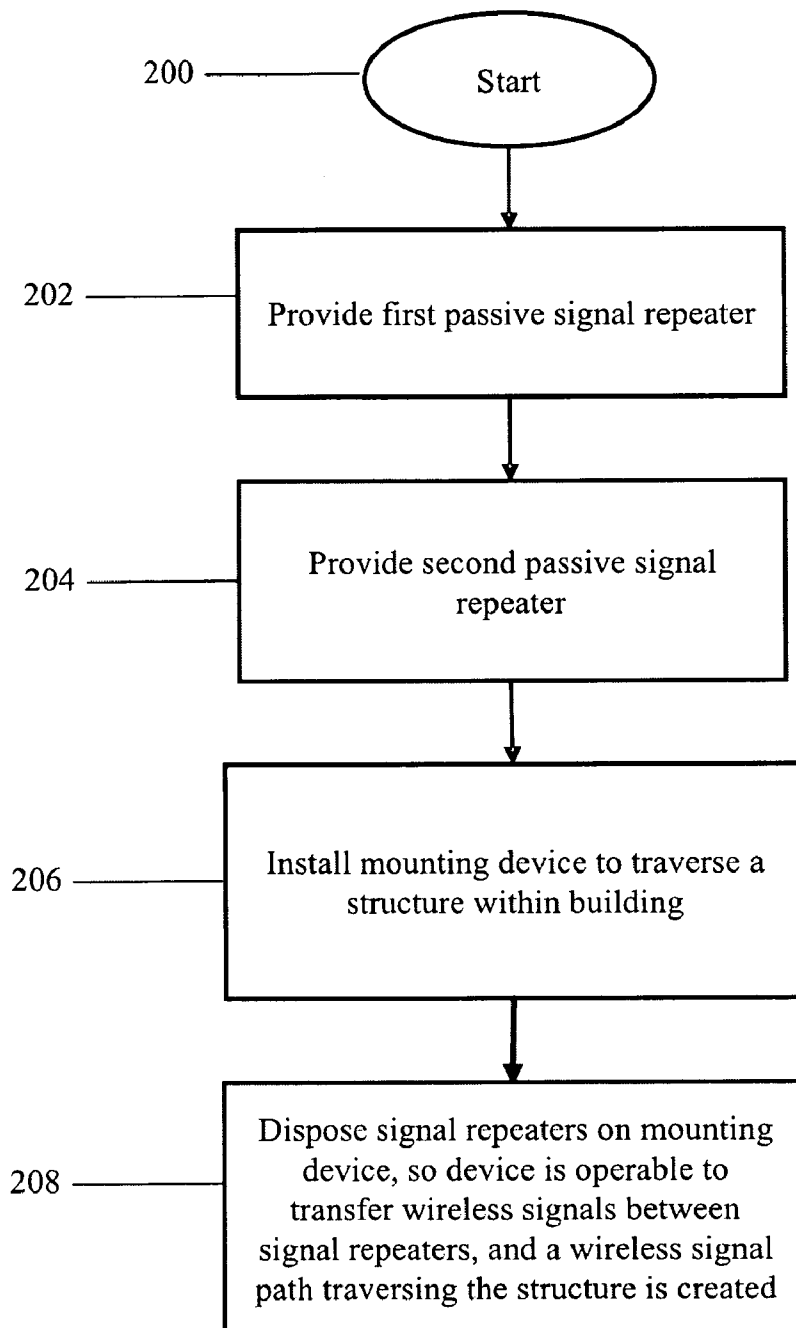 200
Start
202
Provide first passive signal repeater
204
Provide second passive signal
repeater
206
Install mounting device to traverse a
structure within building
208
Dispose signal repeaters on mounting
device, so device is operable to
transfer wireless signals between
signal repeaters, and a wireless signal
path traversing the structure is created